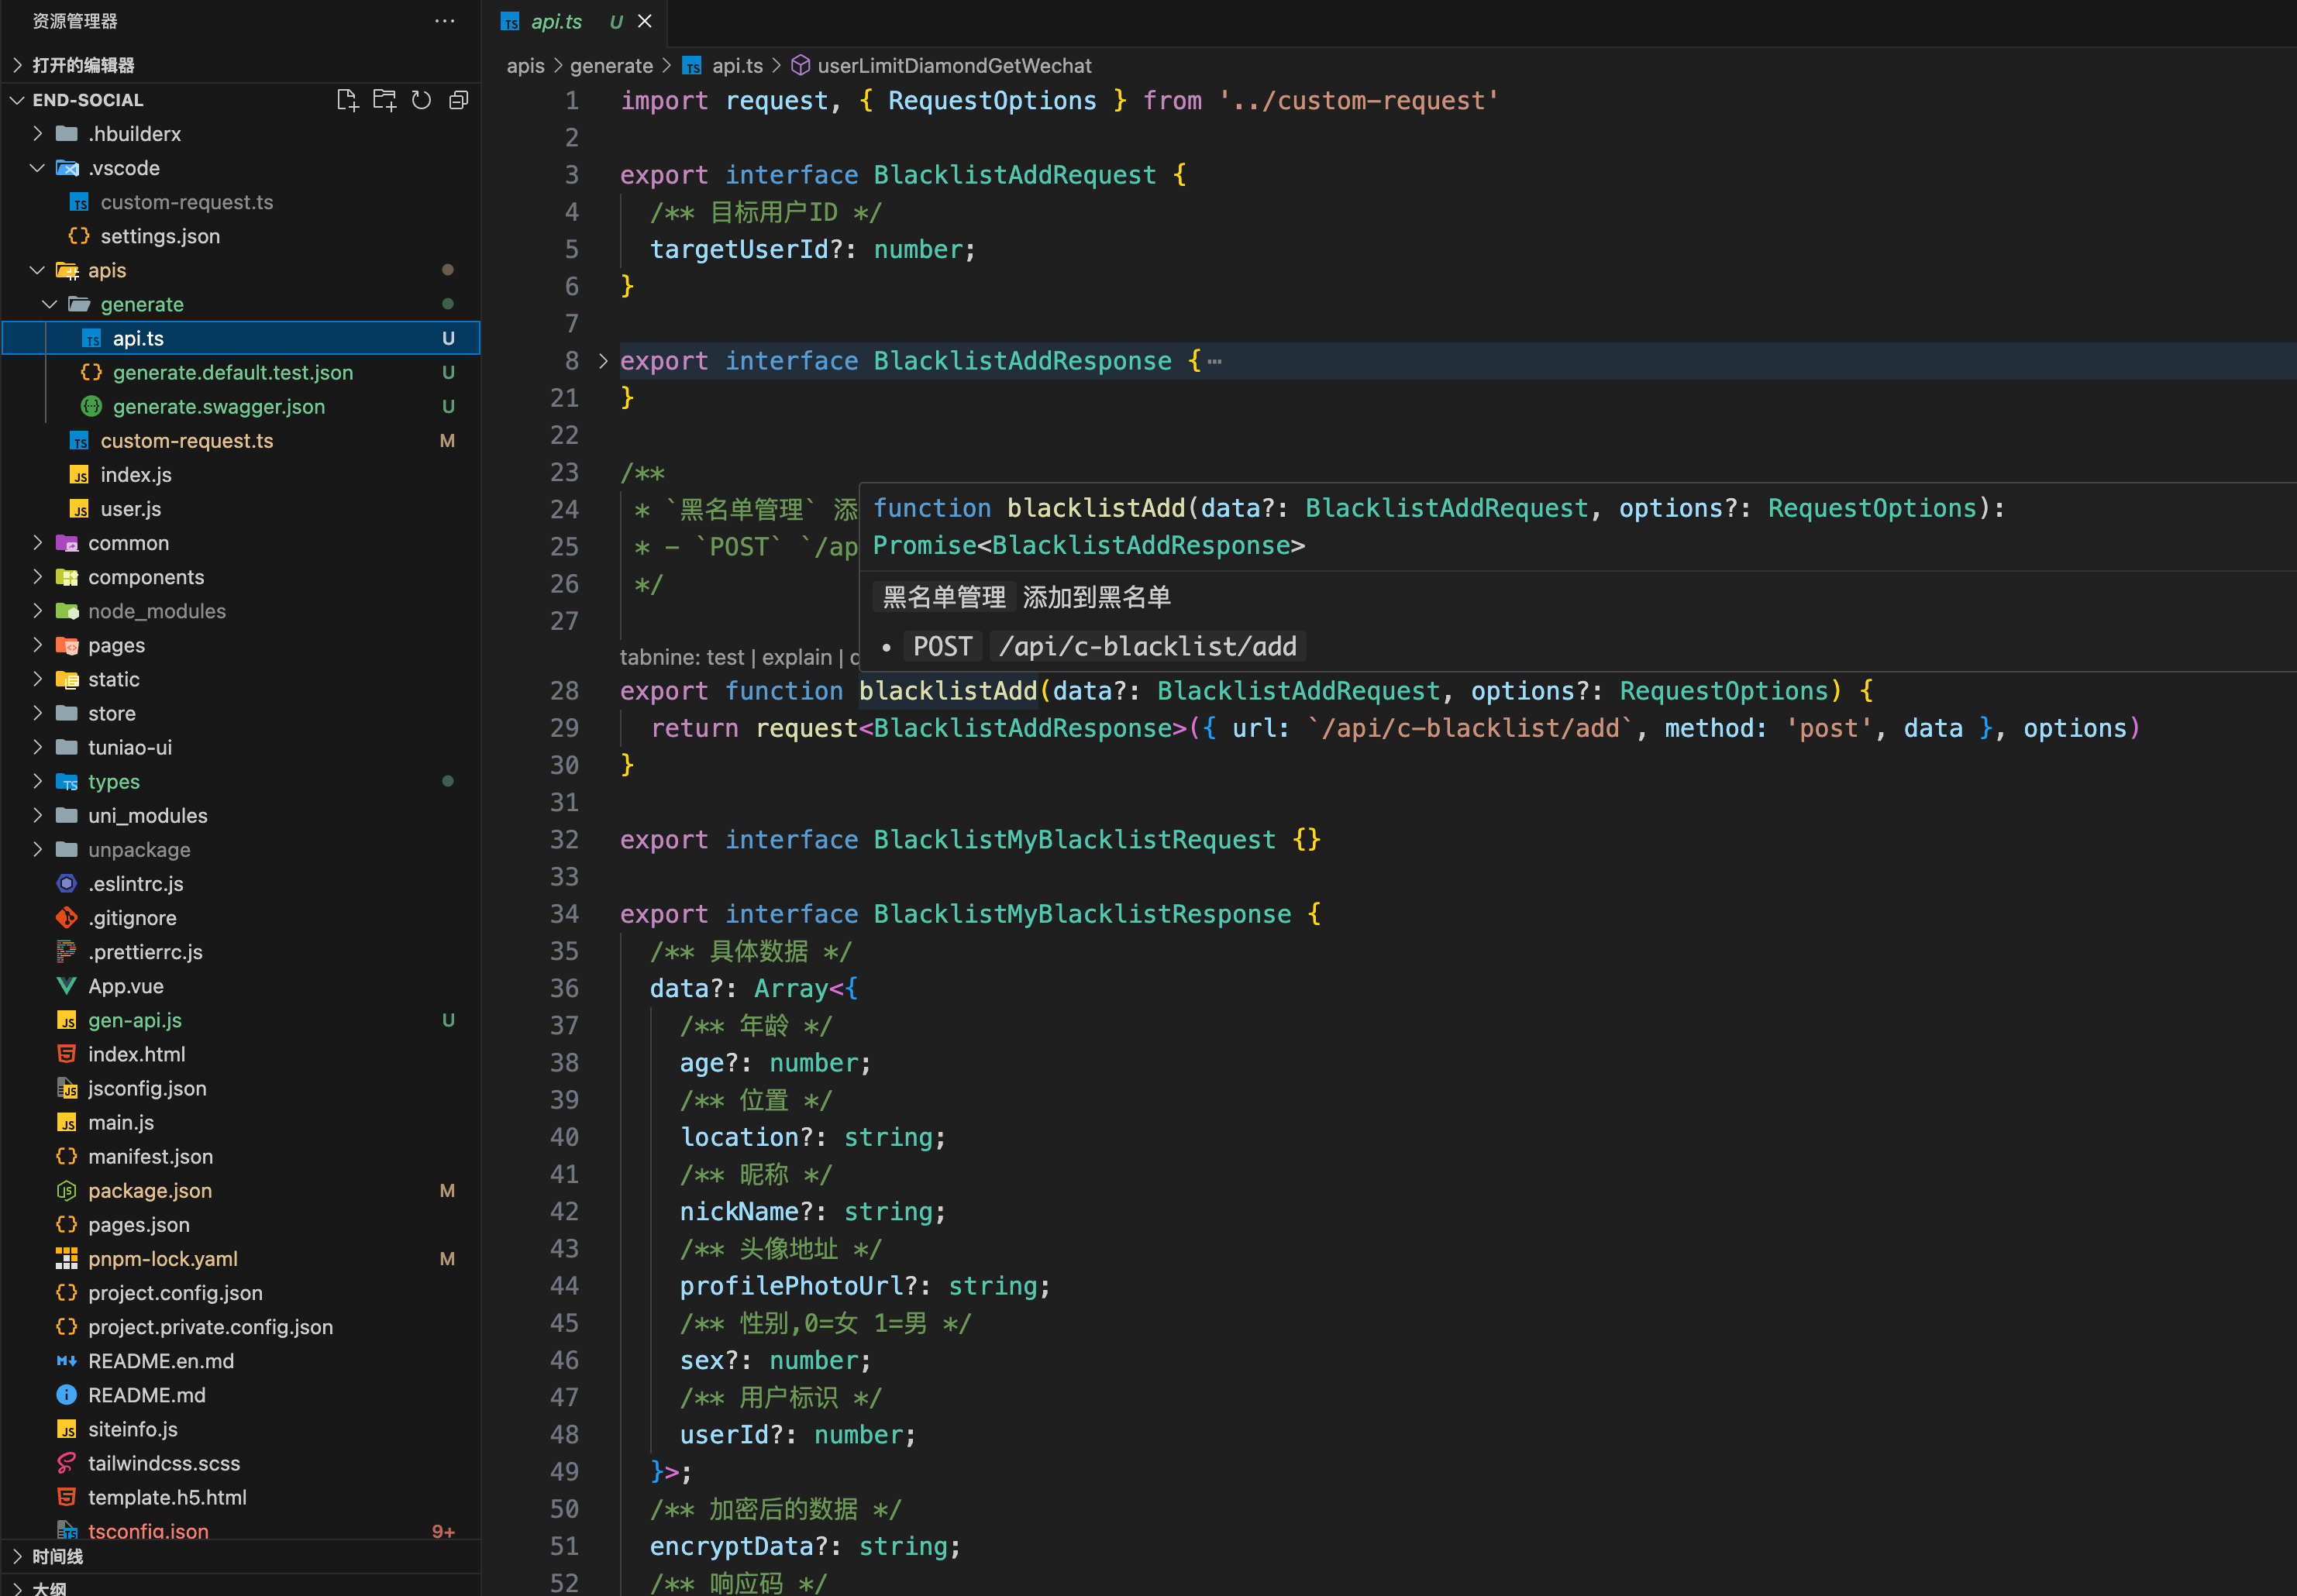 资源管理器
打开的编辑器
END-SOCIAL
.hbuilderx
.vscode
custom-request.ts
settings.json
apis
generate
api.ts U
generate.default.test.json U
generate.swagger.json U
custom-request.ts M
index.js
user.js
common
components
node_modules
pages
static
store
tuniao-ui
types
uni_modules
unpackage
.eslintrc.js
.gitignore
.prettierrc.js
App.vue
gen-api.js U
index.html
jsconfig.json
main.js
manifest.json
package.json M
pages.json
pnpm-lock.yaml M
project.config.json
project.private.config.json
README.en.md
README.md
siteinfo.js
tailwindcss.scss
template.h5.html
tsconfig.json 9+
时间线
大纲
api.ts U
apis > generate > api.ts > userLimitDiamondGetWechat
1 import request, { RequestOptions } from '../custom-request'
2
3 export interface BlacklistAddRequest {
4 /** 目标用户ID */
5 targetUserId?: number;
6 }
7
8 export interface BlacklistAddResponse {⋯
21 }
22
23 /**
24 * `黑名单管理` 添
25 * - `POST` `/ap
26 */
27
function blacklistAdd(data?: BlacklistAddRequest, options?: RequestOptions):
Promise<BlacklistAddResponse>
黑名单管理 添加到黑名单
• POST /api/c-blacklist/add
tabnine: test | explain |
28 export function blacklistAdd(data?: BlacklistAddRequest, options?: RequestOptions) {
29 return request<BlacklistAddResponse>({ url: `/api/c-blacklist/add`, method: 'post', data }, options)
30 }
31
32 export interface BlacklistMyBlacklistRequest {}
33
34 export interface BlacklistMyBlacklistResponse {
35 /** 具体数据 */
36 data?: Array<{
37 /** 年龄 */
38 age?: number;
39 /** 位置 */
40 location?: string;
41 /** 昵称 */
42 nickName?: string;
43 /** 头像地址 */
44 profilePhotoUrl?: string;
45 /** 性别,0=女 1=男 */
46 sex?: number;
47 /** 用户标识 */
48 userId?: number;
49 }>;
50 /** 加密后的数据 */
51 encryptData?: string;
52 /** 响应码 */